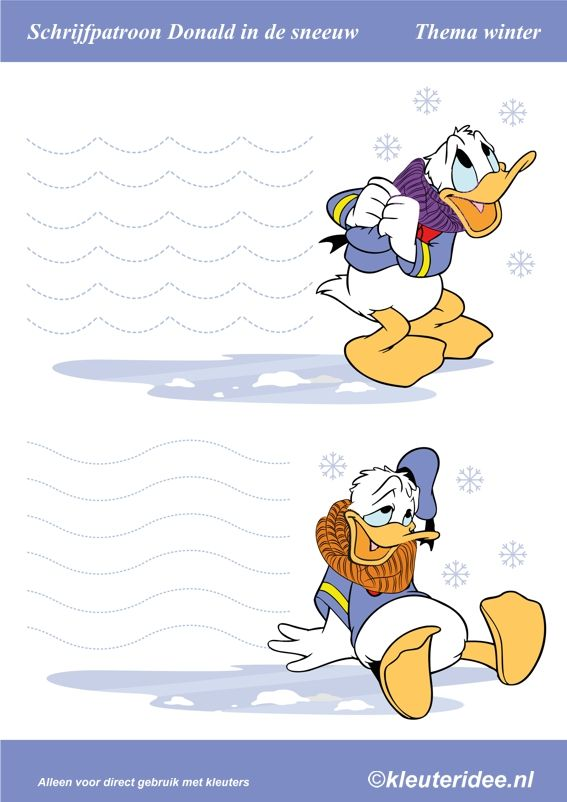 Schrijfpatroon Donald in de sneeuw Thema winter
Alleen voor direct gebruik met kleuters ©kleuteridee.nl